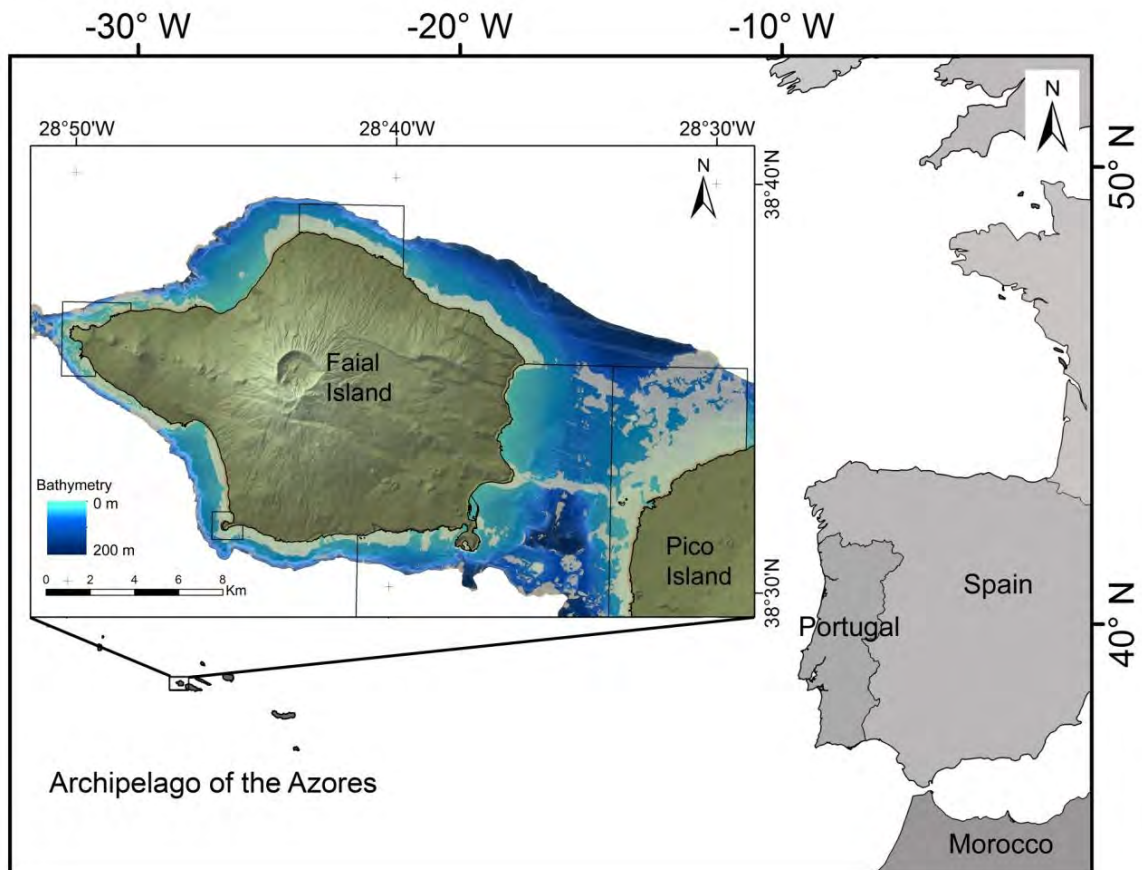 -30° W
-20° W
-10° W
N
50° N
40° N
28°50'W
28°40'W
28°30'W
N
38°40'N
38°30'N
Faial
Island
Pico
Island
Bathymetry
0 m
200 m
0 2 4 6 8
Km
Portugal
Spain
Morocco
Archipelago of the Azores